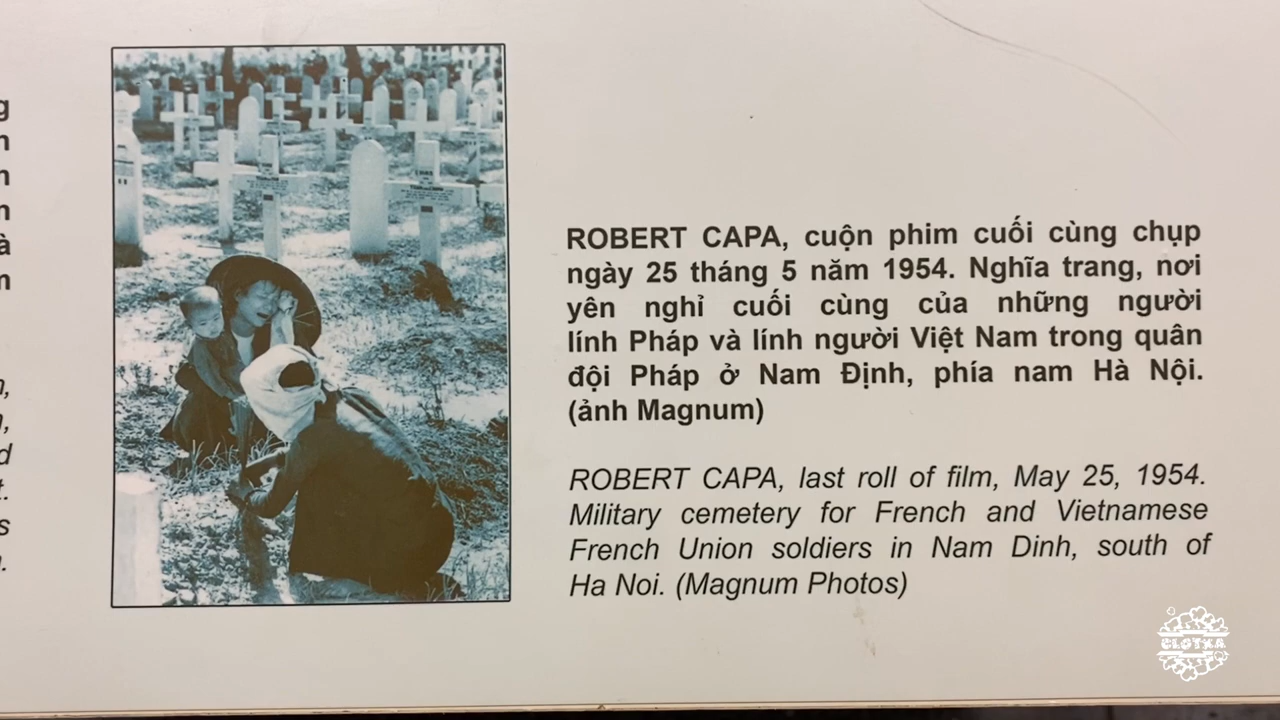 g
n
n
n
à
n
n,
n,
d
t.
s
ROBERT CAPA, cuộn phim cuối cùng chụp
ngày 25 tháng 5 năm 1954. Nghĩa trang, nơi
yên nghỉ cuối cùng của những người
lính Pháp và lính người Việt Nam trong quân
đội Pháp ở Nam Định, phía nam Hà Nội.
(ảnh Magnum)
ROBERT CAPA, last roll of film, May 25, 1954.
Military cemetery for French and Vietnamese
French Union soldiers in Nam Dinh, south of
Ha Noi. (Magnum Photos)
CLOTKA